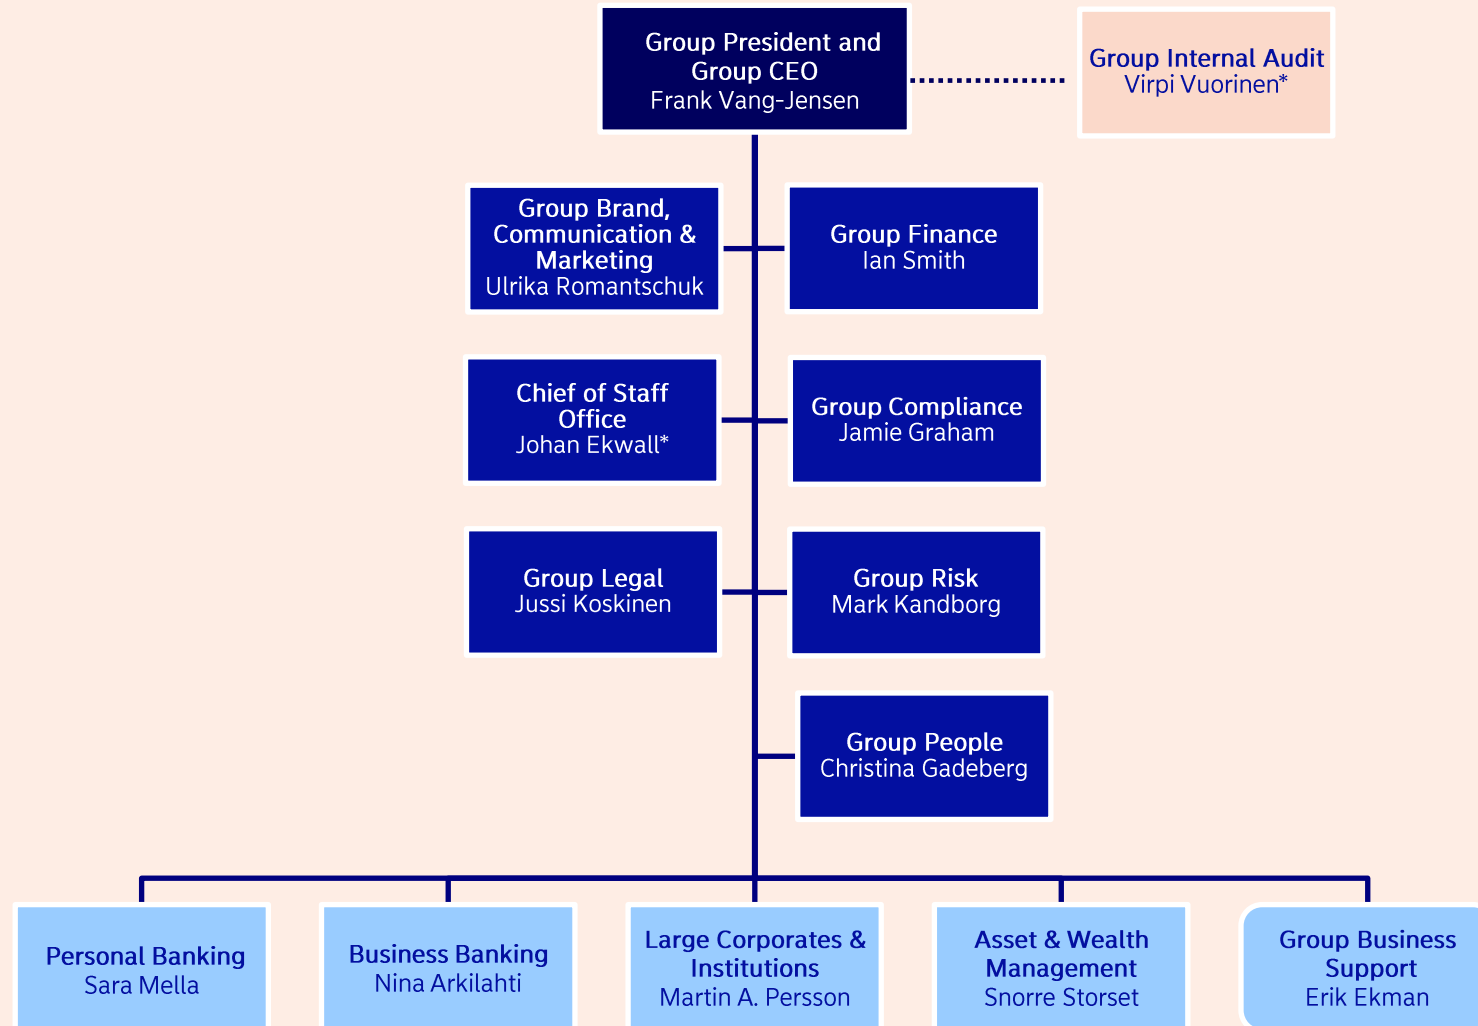 Group President and
Group CEO
Frank Vang-Jensen
Group Internal Audit
Virpi Vuorinen*
Group Brand,
Communication &
Marketing
Ulrika Romantschuk
Group Finance
Ian Smith
Chief of Staff
Office
Johan Ekwall*
Group Compliance
Jamie Graham
Group Legal
Jussi Koskinen
Group Risk
Mark Kandborg
Group People
Christina Gadeberg
Personal Banking
Sara Mella
Business Banking
Nina Arkilahti
Large Corporates &
Institutions
Martin A. Persson
Asset & Wealth
Management
Snorre Storset
Group Business
Support
Erik Ekman